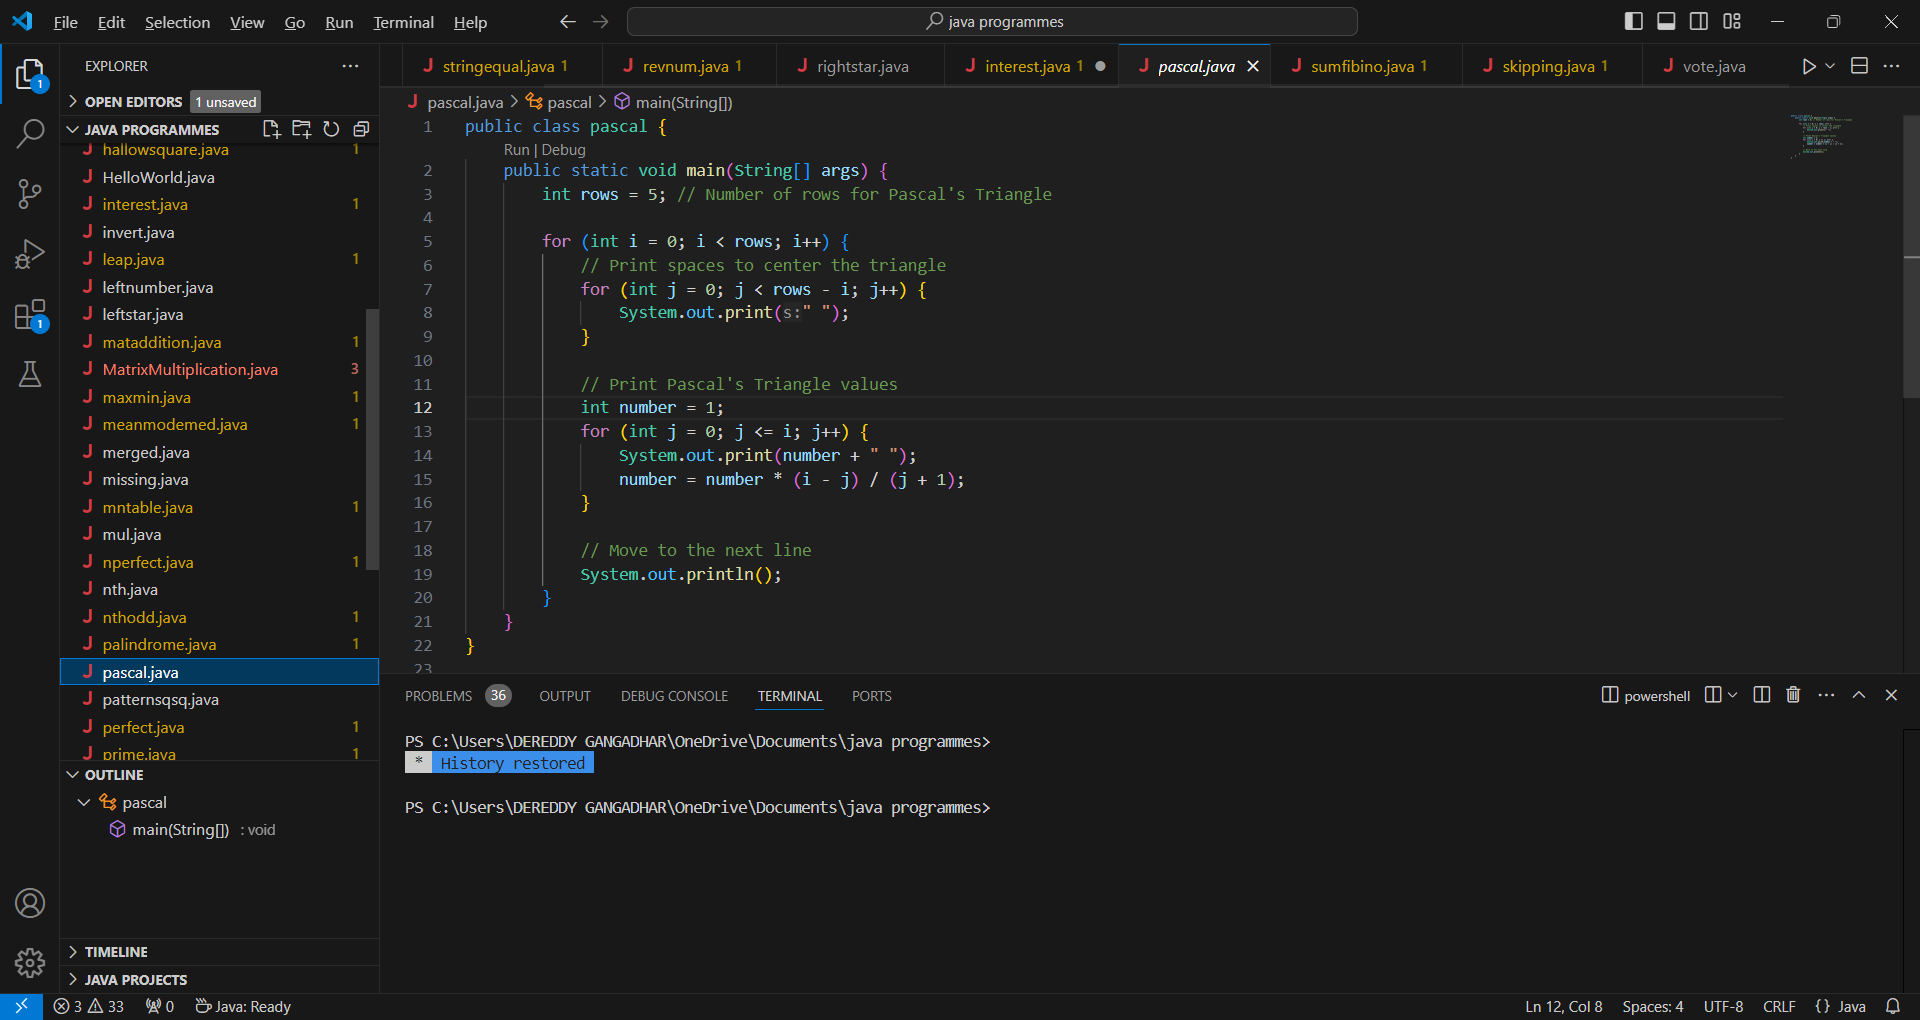 File Edit Selection View Go Run Terminal Help
java programmes
EXPLORER
OPEN EDITORS 1 unsaved
JAVA PROGRAMMES
J hallowsquare.java 1
J HelloWorld.java
J interest.java 1
J invert.java
J leap.java 1
J leftnumber.java
J leftstar.java
J mataddition.java 1
J MatrixMultiplication.java 3
J maxmin.java 1
J meanmodemed.java 1
J merged.java
J missing.java
J mntable.java 1
J mul.java
J nperfect.java 1
J nth.java
J nthodd.java 1
J palindrome.java 1
J pascal.java
J patternsqsq.java
J perfect.java 1
J prime.java 1
OUTLINE
pascal
main(String[]) : void
TIMELINE
JAVA PROJECTS
1
1
J stringequal.java 1 J revnum.java 1 J rightstar.java J interest.java 1 J pascal.java J sumfibino.java 1 J skipping.java 1 J vote.java
J pascal.java > pascal > main(String[])
1 public class pascal {
Run | Debug
2 public static void main(String[] args) {
3 int rows = 5; // Number of rows for Pascal's Triangle
4
5 for (int i = 0; i < rows; i++) {
6 // Print spaces to center the triangle
7 for (int j = 0; j < rows - i; j++) {
8 System.out.print(s:" ");
9 }
10
11 // Print Pascal's Triangle values
12 int number = 1;
13 for (int j = 0; j <= i; j++) {
14 System.out.print(number + " ");
15 number = number * (i - j) / (j + 1);
16 }
17
18 // Move to the next line
19 System.out.println();
20 }
21 }
22 }
23
PROBLEMS 36 OUTPUT DEBUG CONSOLE TERMINAL PORTS
powershell
PS C:\Users\DEREDDY GANGADHAR\OneDrive\Documents\java programmes>
* History restored
PS C:\Users\DEREDDY GANGADHAR\OneDrive\Documents\java programmes>
3 33 0 Java: Ready
Ln 12, Col 8 Spaces: 4 UTF-8 CRLF {} Java